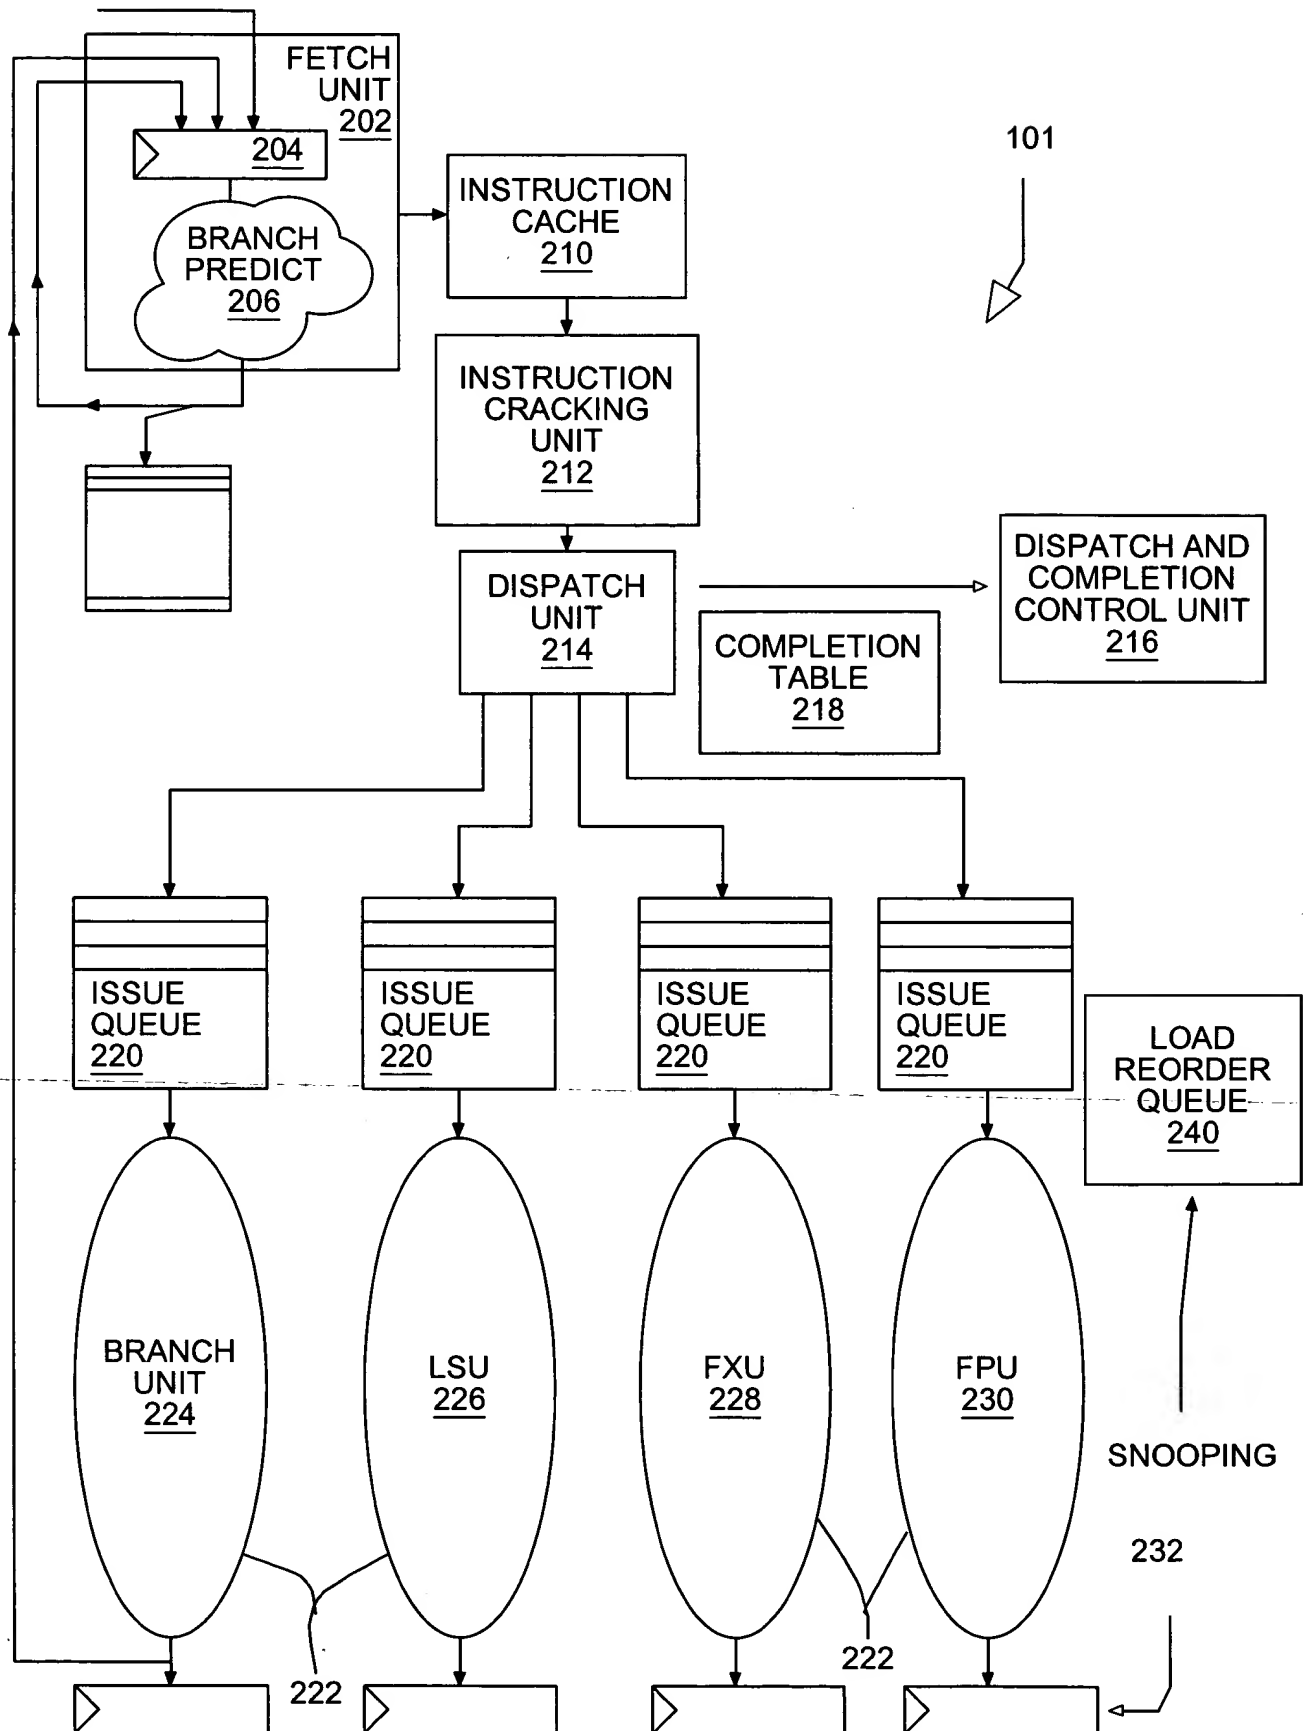 FETCH
UNIT
202
204
BRANCH
PREDICT
206
101
INSTRUCTION
CACHE
210
INSTRUCTION
CRACKING
UNIT
212
DISPATCH
UNIT
214
DISPATCH AND
COMPLETION
CONTROL UNIT
216
COMPLETION
TABLE
218
ISSUE
QUEUE
220
ISSUE
QUEUE
220
ISSUE
QUEUE
220
ISSUE
QUEUE
220
LOAD
REORDER
QUEUE
240
BRANCH
UNIT
224
LSU
226
FXU
228
FPU
230
SNOOPING
232
222
222